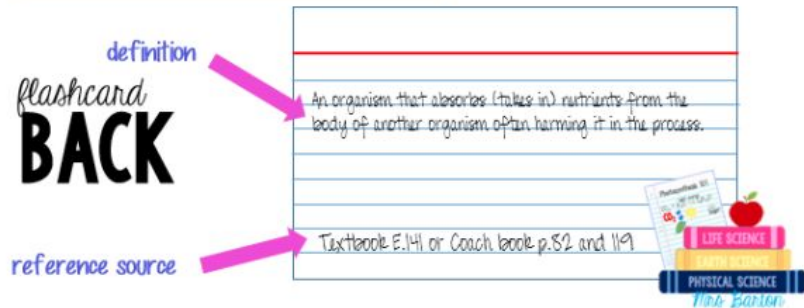 definition
flashcard
BACK
An organism that absorbs (takes in) nutrients from the
body of another organism often harming it in the process.
Textbook E.141 or Coach book p.82 and 119
reference source
Photosynthesis 101
LIFE SCIENCE
EARTH SCIENCE
PHYSICAL SCIENCE
Mrs Barton